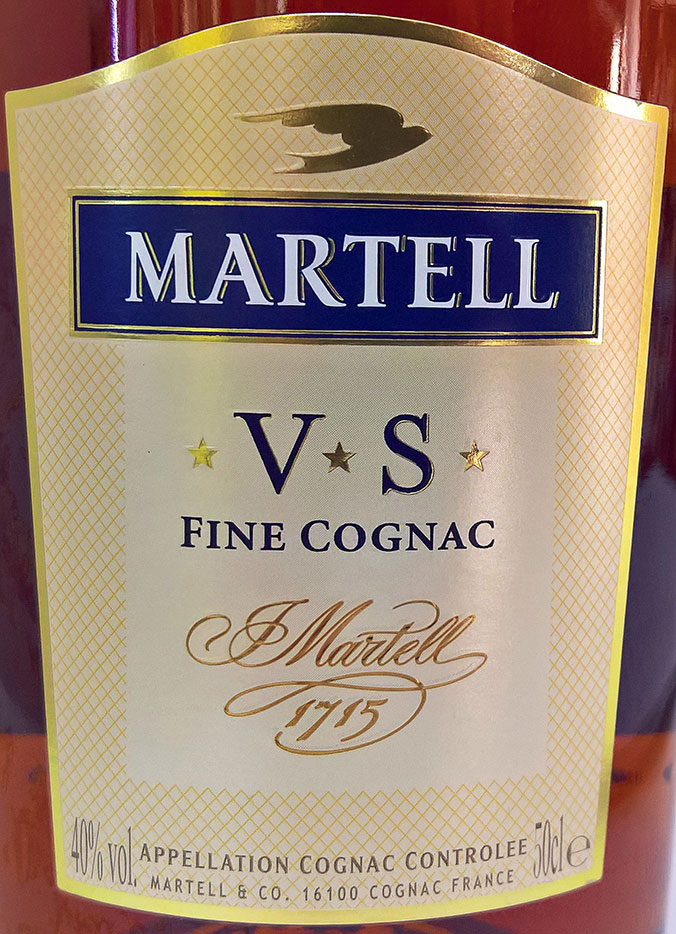 MARTELL
V S
FINE COGNAC
J Martell
1715
40% vol. APPELLATION COGNAC CONTROLEE 50cl e
MARTELL & CO. 16100 COGNAC FRANCE